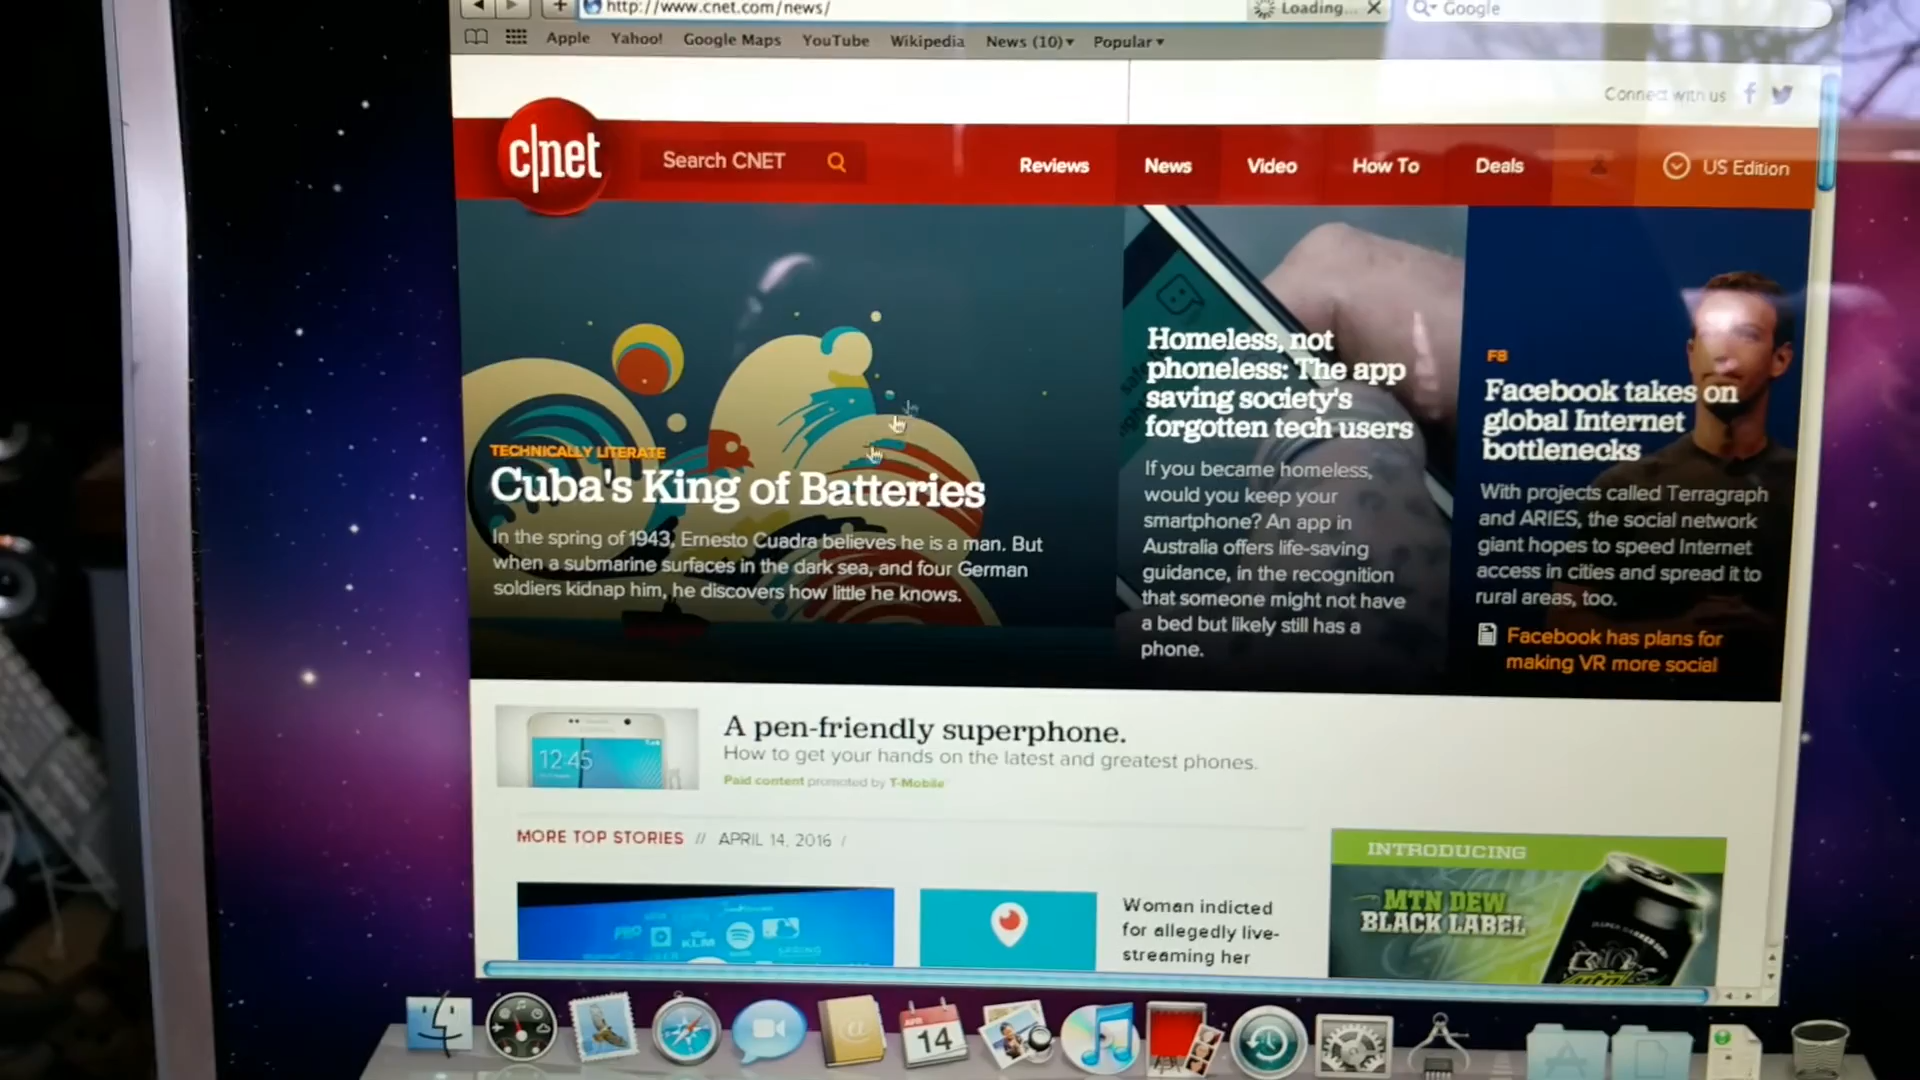 http://www.cnet.com/news/
Loading...
Google
Apple Yahoo! Google Maps YouTube Wikipedia News (10) Popular
Connect with us
c|net
Search CNET
Reviews News Video How To Deals
US Edition
TECHNICALLY LITERATE
Cuba's King of Batteries
In the spring of 1943, Ernesto Cuadra believes he is a man. But
when a submarine surfaces in the dark sea, and four German
soldiers kidnap him, he discovers how little he knows.
Homeless, not
phoneless: The app
saving society's
forgotten tech users
If you became homeless,
would you keep your
smartphone? An app in
Australia offers life-saving
guidance, in the recognition
that someone might not have
a bed but likely still has a
phone.
F8
Facebook takes on
global Internet
bottlenecks
With projects called Terragraph
and ARIES, the social network
giant hopes to speed Internet
access in cities and spread it to
rural areas, too.
Facebook has plans for
making VR more social
12:45
A pen-friendly superphone.
How to get your hands on the latest and greatest phones.
Paid content promoted by T-Mobile
MORE TOP STORIES // APRIL 14, 2016 /
KLM
SPRING
Woman indicted
for allegedly live-
streaming her
INTRODUCING
MTN DEW
BLACK LABEL
APR
14